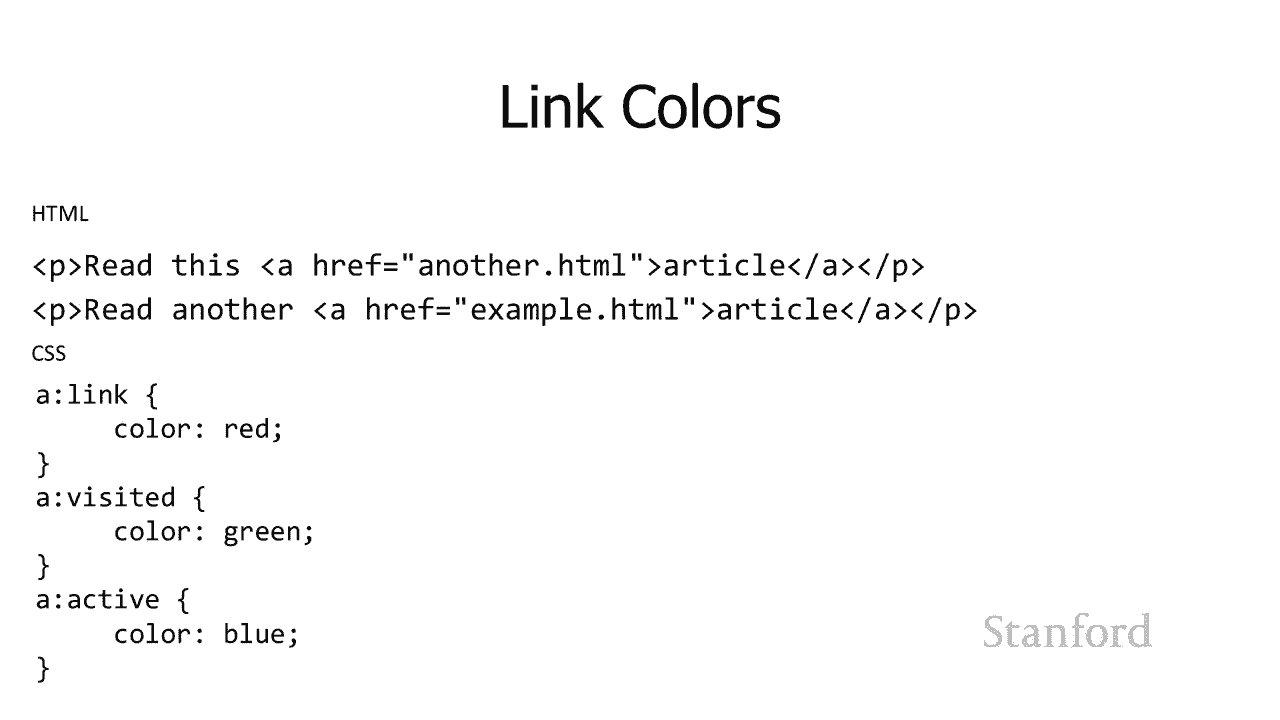 Link Colors
HTML
<p>Read this <a href="another.html">article</a></p>
<p>Read another <a href="example.html">article</a></p>
CSS
a:link {
     color: red;
}
a:visited {
     color: green;
}
a:active {
     color: blue;
}
Stanford